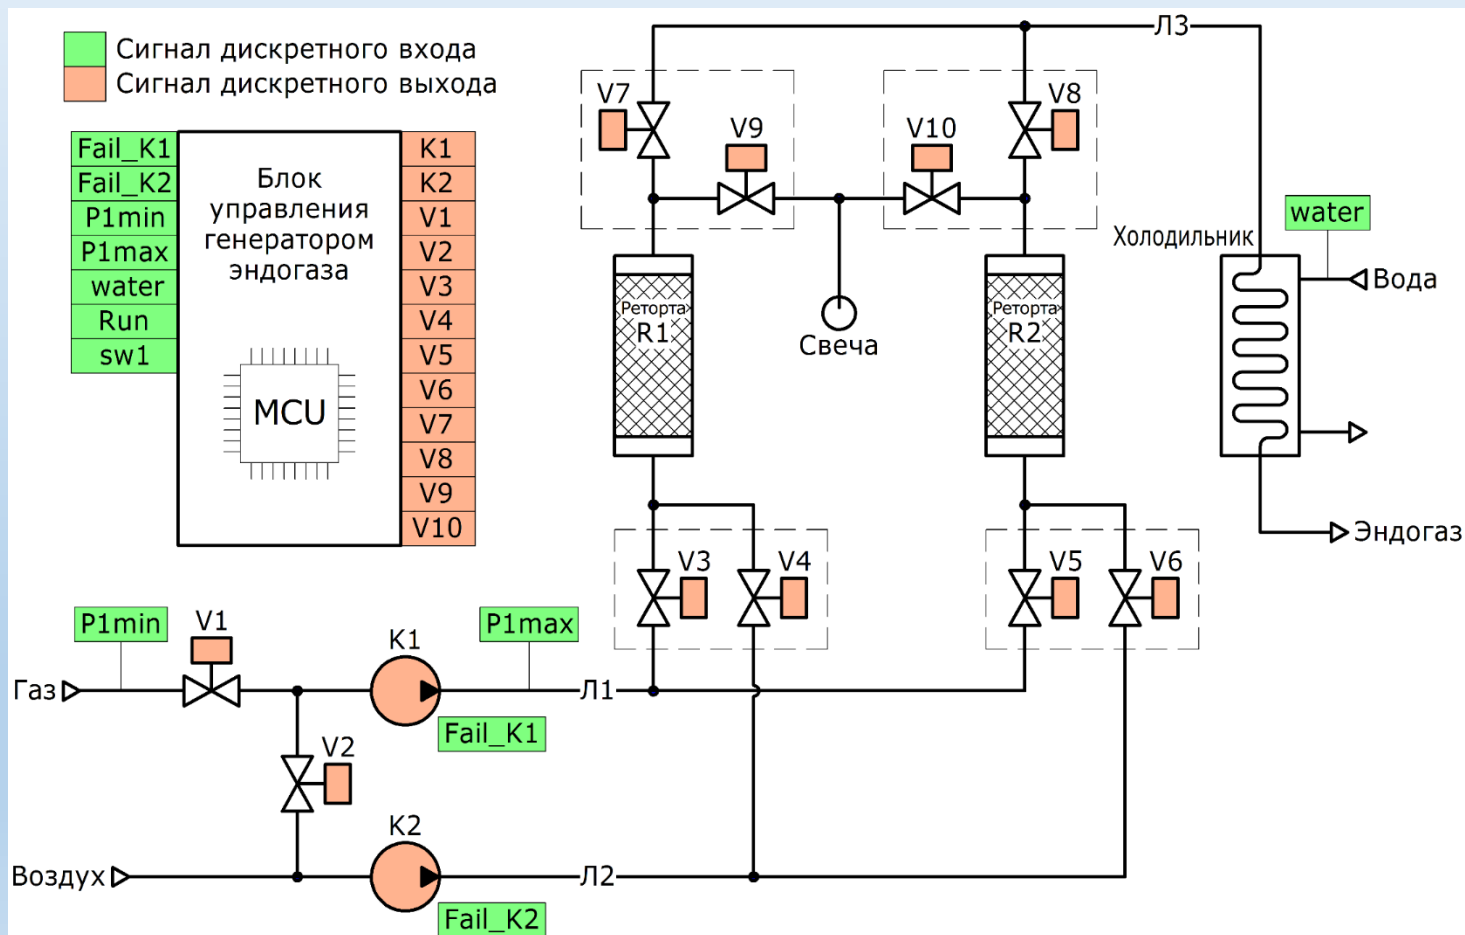 Сигнал дискретного входа
Сигнал дискретного выхода
Fail_K1
Fail_K2
P1min
P1max
water
Run
sw1
Блок
управления
генератором
эндогаза
MCU
K1
K2
V1
V2
V3
V4
V5
V6
V7
V8
V9
V10
Л3
V7
V9
V10
V8
water
Холодильник
Вода
Реторта
R1
Свеча
Реторта
R2
Эндогаз
V3
V4
V5
V6
P1min
V1
K1
P1max
Газ
Л1
Fail_K1
V2
K2
Воздух
Л2
Fail_K2